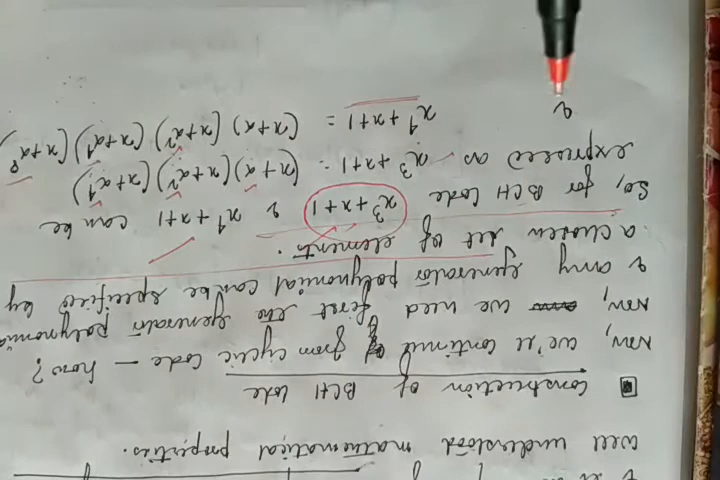 well understood mathematical properties.
Construction of BCH Code
Now, we'll continue from cyclic code – how?
Now, we need first two generator polynomial
& any generator polynomial can be specified by
a chosen set of elements.
So, for BCH Code x³+x+1 & x⁴+x+1 can be
expressed as x³+x+1 = (x+α)(x+α²)(x+α⁴)
& x⁴+x+1 = (x+α)(x+α²)(x+α⁴)(x+α⁸)